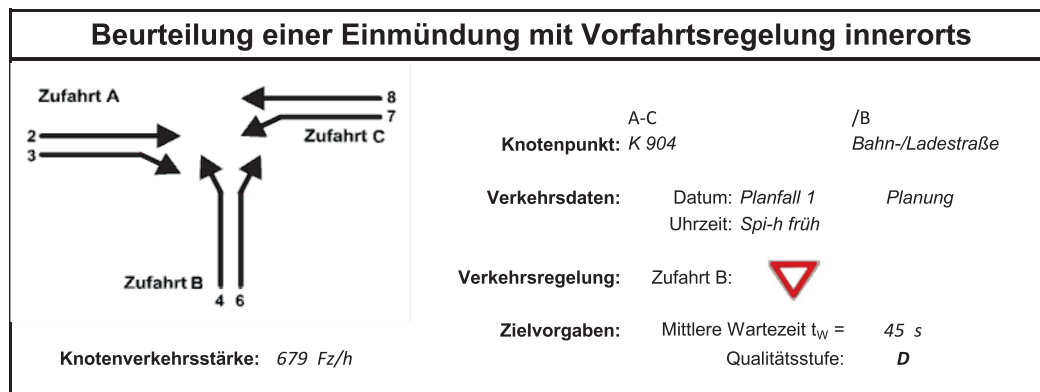 Beurteilung einer Einmündung mit Vorfahrtsregelung innerorts
Zufahrt A
8
7
Zufahrt C
2
3
Zufahrt B
4 6
Knotenverkehrsstärke: 679 Fz/h
A-C /B
Knotenpunkt: K 904 Bahn-/Ladestraße
Verkehrsdaten: Datum: Planfall 1 Planung
Uhrzeit: Spi-h früh
Verkehrsregelung: Zufahrt B:
Zielvorgaben: Mittlere Wartezeit tW = 45 s
Qualitätsstufe: D